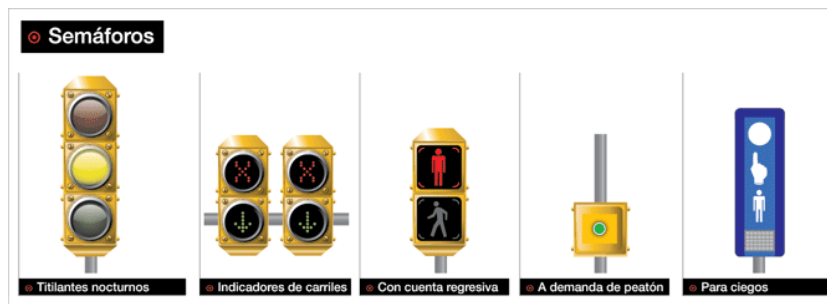 Semáforos
Titilantes nocturnos
Indicadores de carriles
Con cuenta regresiva
A demanda de peatón
Para ciegos